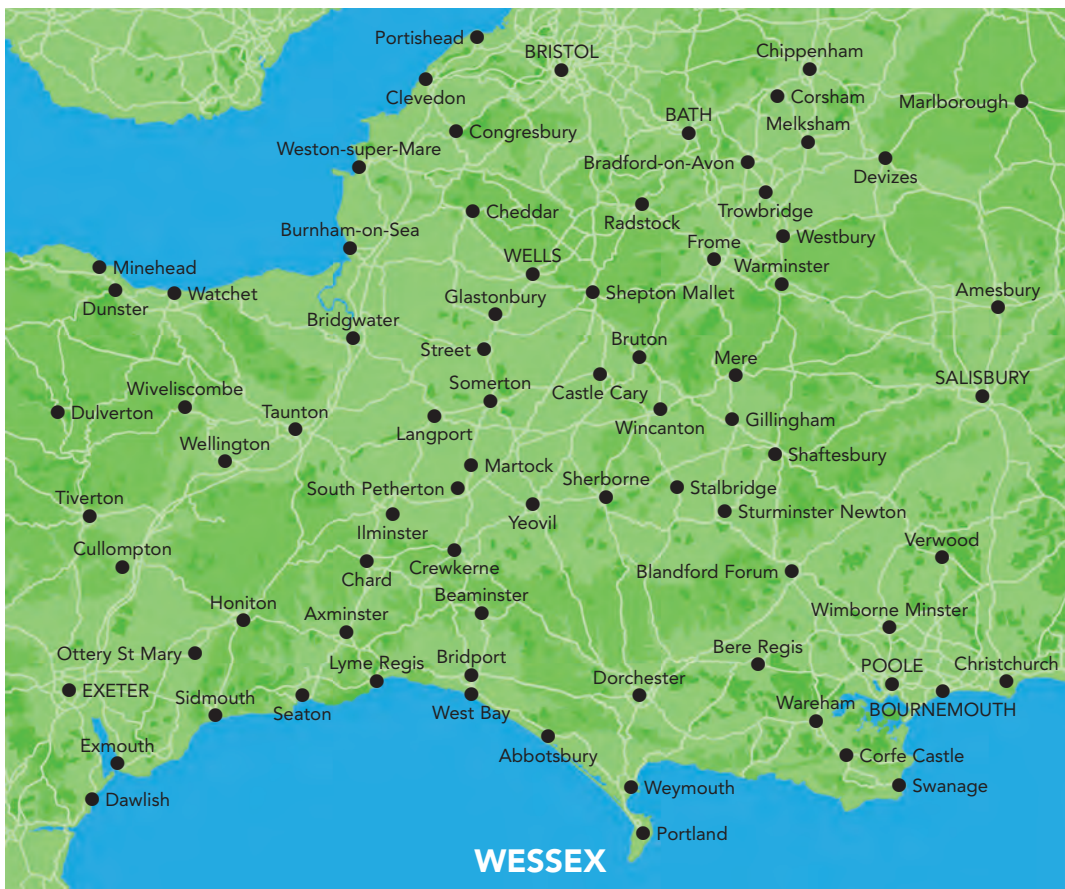 Portishead
BRISTOL
Chippenham
Clevedon
Corsham
Marlborough
Congresbury
BATH
Melksham
Weston-super-Mare
Bradford-on-Avon
Devizes
Cheddar
Radstock
Trowbridge
Burnham-on-Sea
Westbury
Frome
WELLS
Warminster
Minehead
Dunster
Watchet
Glastonbury
Shepton Mallet
Amesbury
Bridgwater
Street
Bruton
Mere
Somerton
Castle Cary
SALISBURY
Wiveliscombe
Dulverton
Taunton
Langport
Wincanton
Gillingham
Wellington
Shaftesbury
Martock
South Petherton
Sherborne
Stalbridge
Tiverton
Ilminster
Yeovil
Sturminster Newton
Cullompton
Verwood
Chard
Crewkerne
Blandford Forum
Beaminster
Honiton
Axminster
Wimborne Minster
Ottery St Mary
Lyme Regis
Bridport
Bere Regis
POOLE
Christchurch
EXETER
Sidmouth
Seaton
West Bay
Dorchester
Wareham
BOURNEMOUTH
Exmouth
Abbotsbury
Corfe Castle
Dawlish
Weymouth
Swanage
Portland
WESSEX